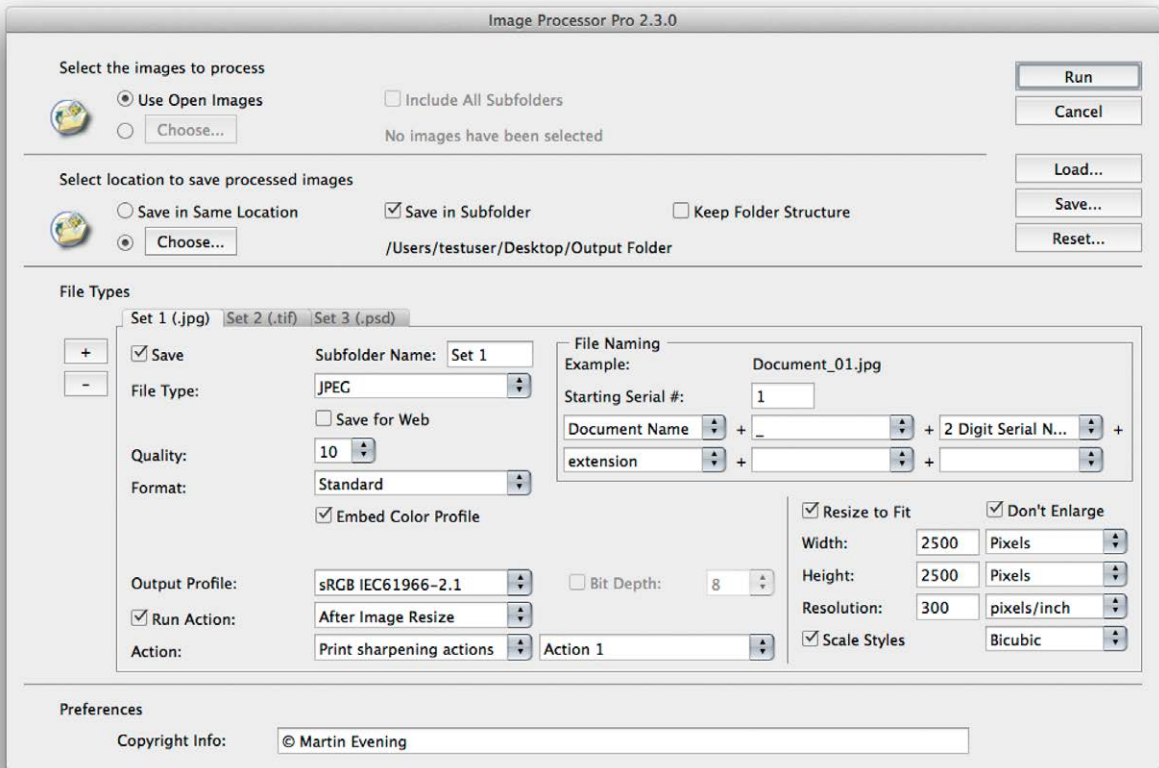 Image Processor Pro 2.3.0
Select the images to process
Run
Use Open Images
Include All Subfolders
Cancel
Choose...
No images have been selected
Load...
Select location to save processed images
Save in Same Location
Save in Subfolder
Keep Folder Structure
Save...
Choose...
/Users/testuser/Desktop/Output Folder
Reset...
File Types
Set 1 (.jpg) Set 2 (.tif) Set 3 (.psd)
+
Save
Subfolder Name: Set 1
-
File Type: JPEG
Save for Web
Quality: 10
Format: Standard
Embed Color Profile
File Naming
Example: Document_01.jpg
Starting Serial #: 1
Document Name + _ + 2 Digit Serial N... +
extension + +
Resize to Fit
Don't Enlarge
Width: 2500 Pixels
Height: 2500 Pixels
Resolution: 300 pixels/inch
Scale Styles
Bicubic
Output Profile: sRGB IEC61966-2.1
Bit Depth: 8
Run Action: After Image Resize
Action: Print sharpening actions Action 1
Preferences
Copyright Info: © Martin Evening